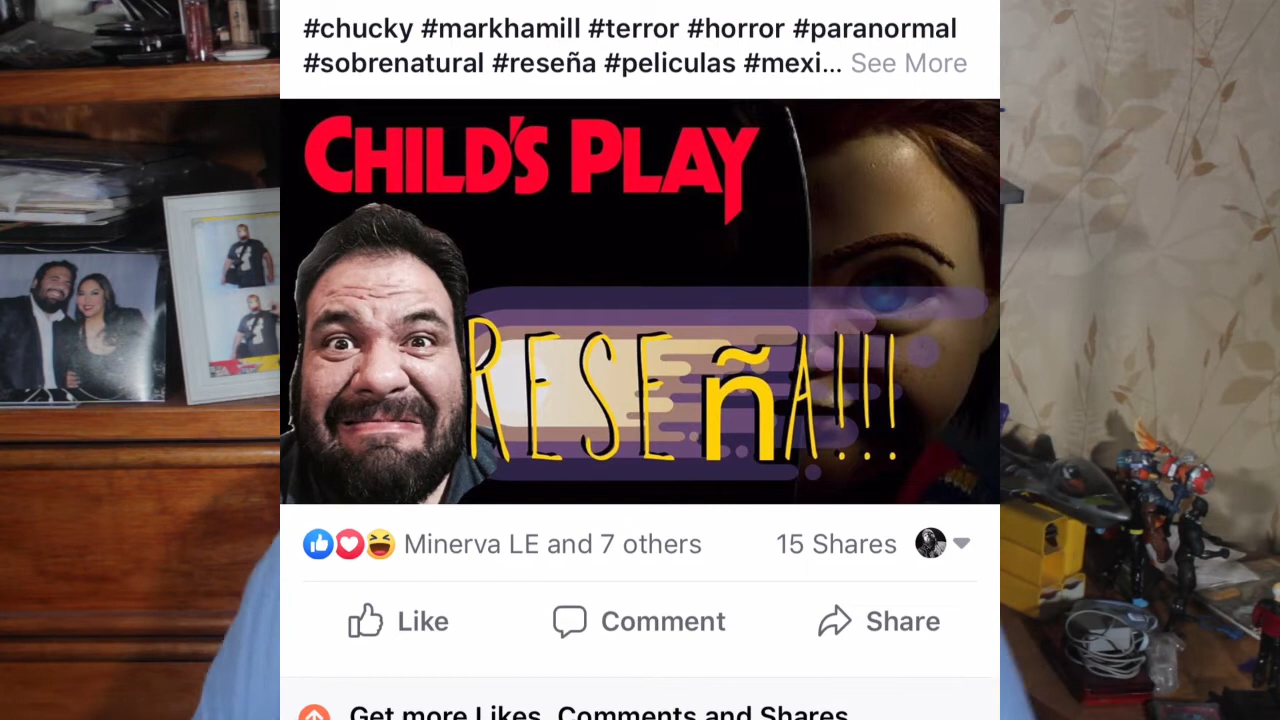 #chucky #markhamill #terror #horror #paranormal
#sobrenatural #reseña #peliculas #mexi... See More
CHILD'S PLAY
RESEñA!!!
Minerva LE and 7 others
15 Shares
Like
Comment
Share
Get more Likes, Comments and Shares